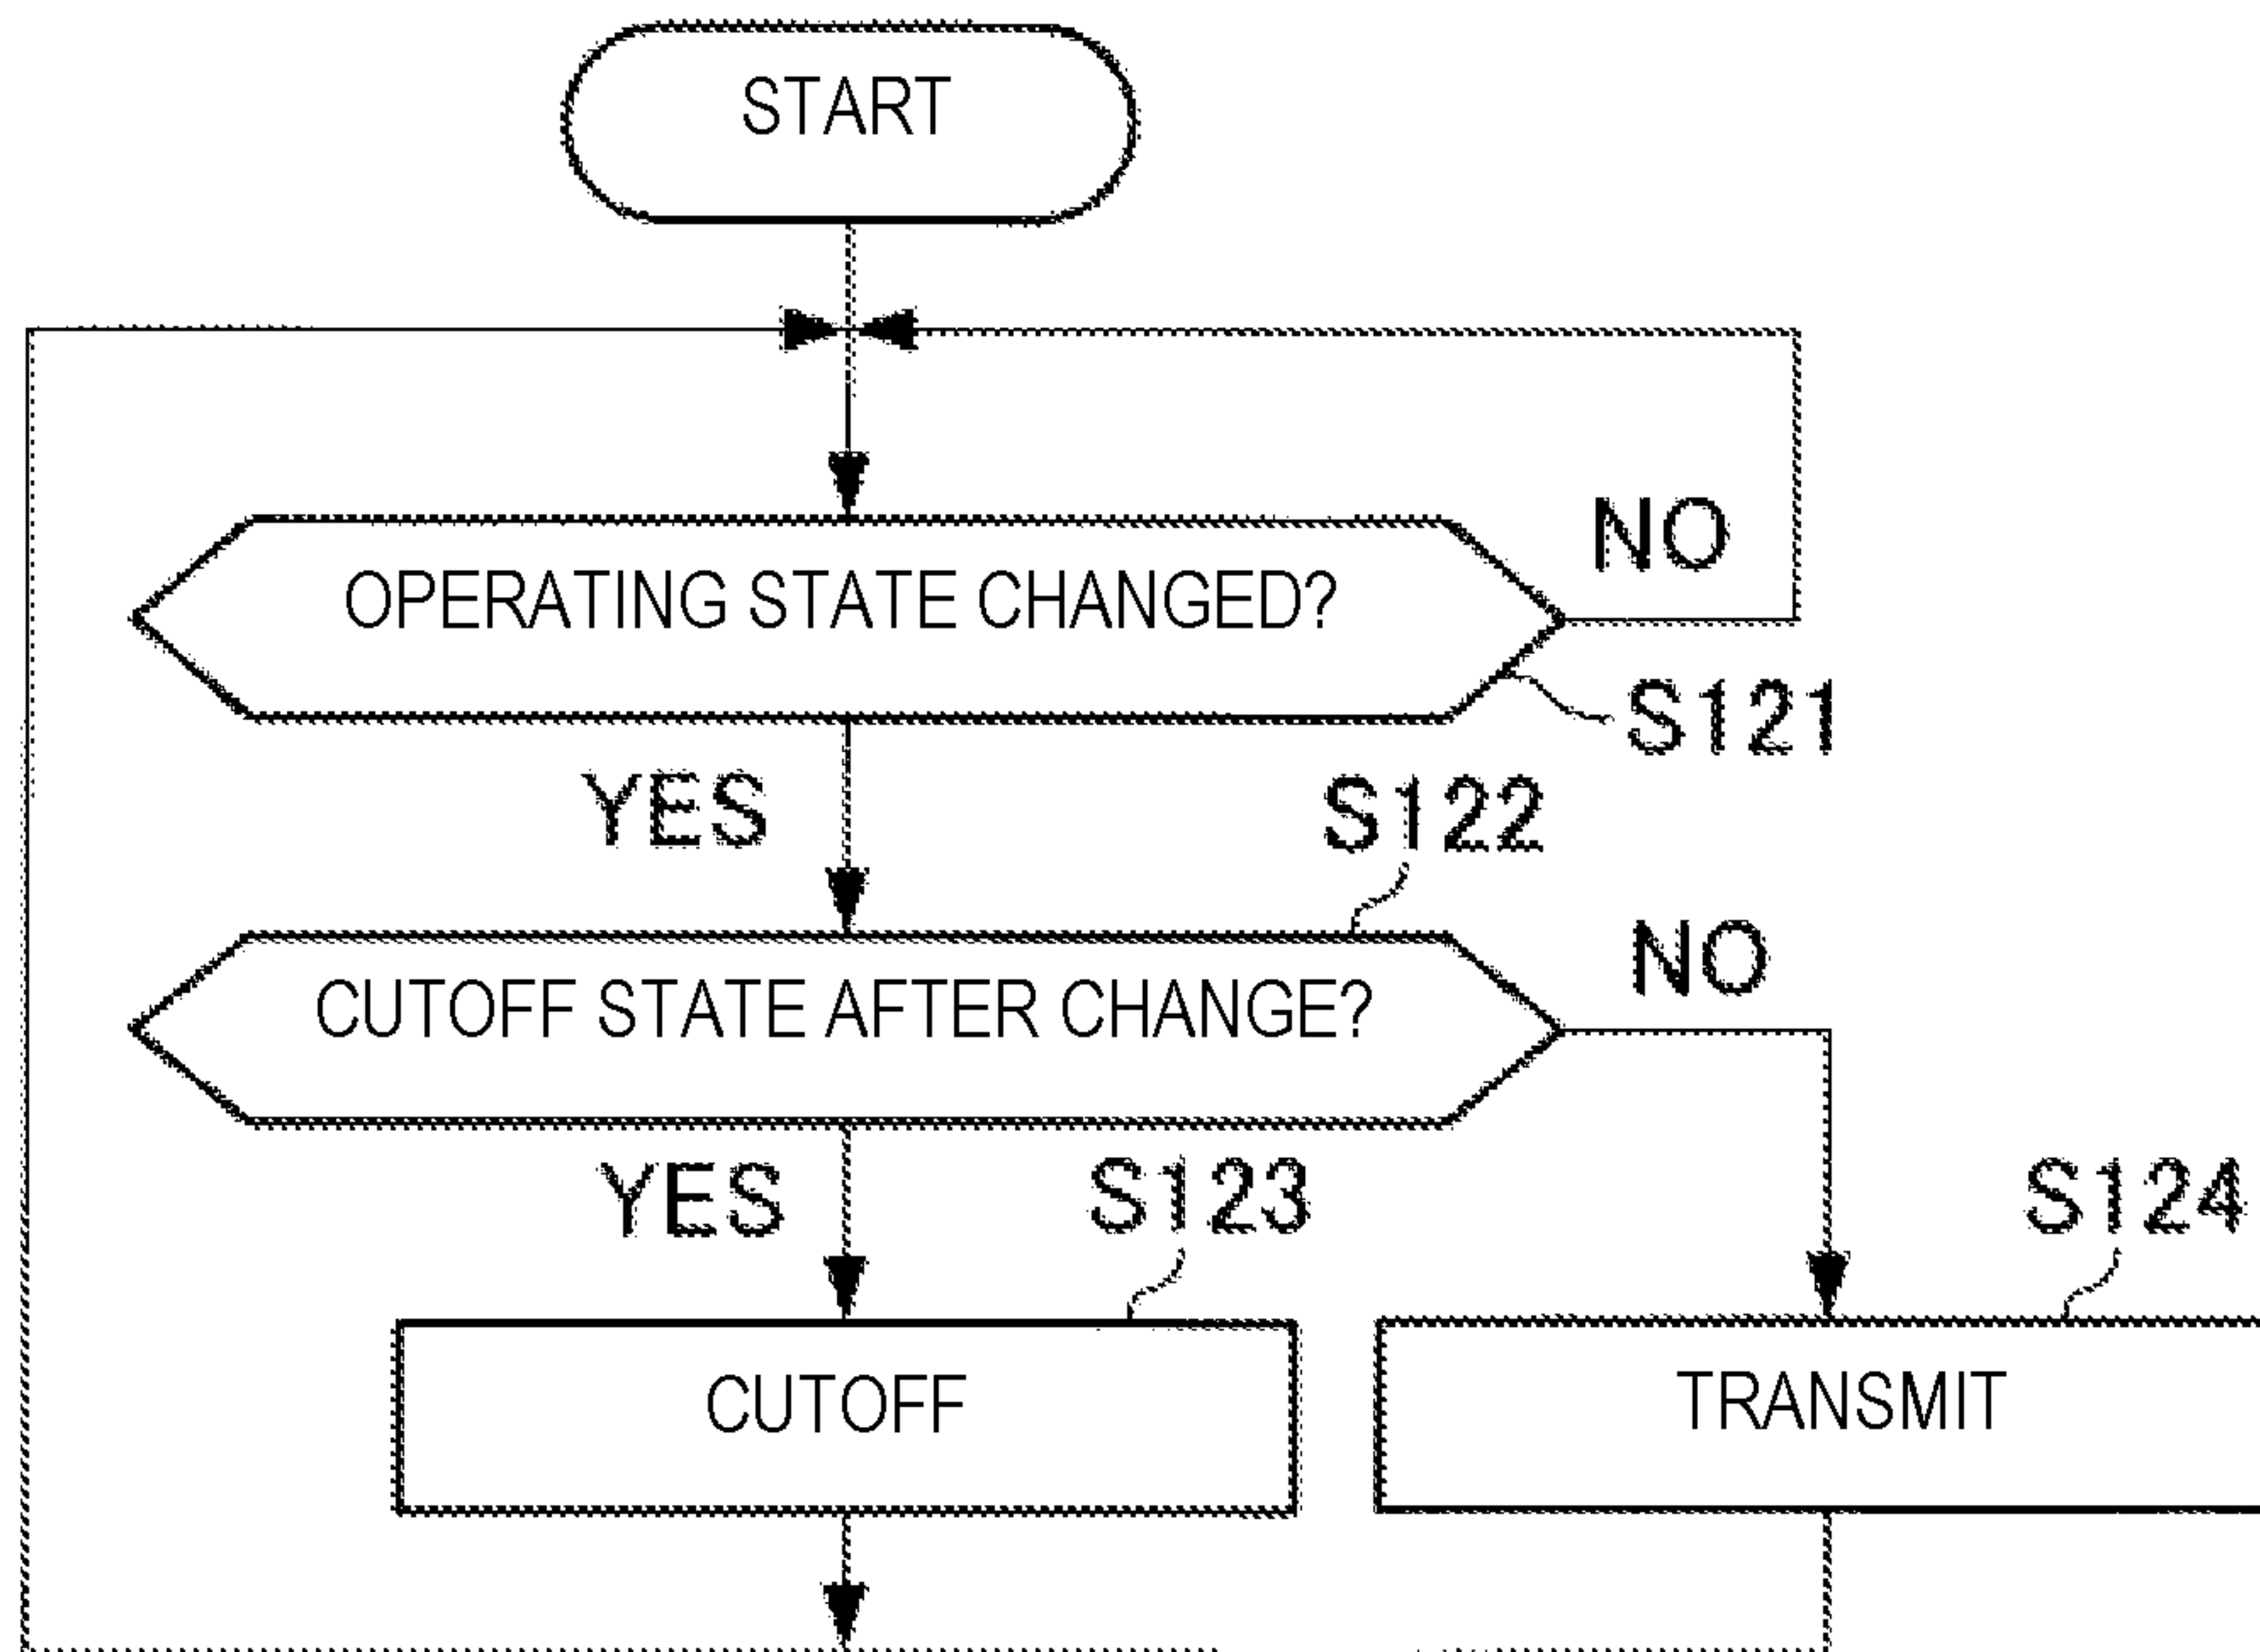 START
NO
OPERATING STATE CHANGED?
S121
YES
S122
NO
CUTOFF STATE AFTER CHANGE?
YES
S123
S124
CUTOFF
TRANSMIT